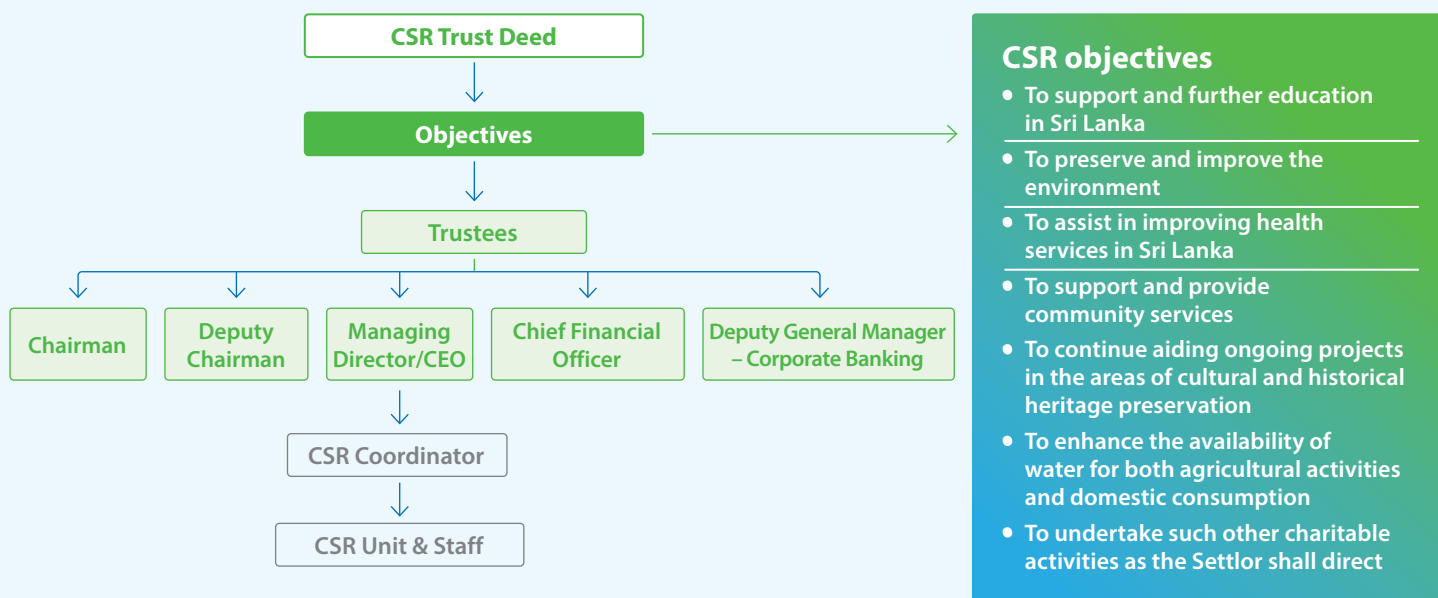 CSR Trust Deed
Objectives
Trustees
Chairman
Deputy
Chairman
Managing
Director/CEO
Chief Financial
Officer
Deputy General Manager
– Corporate Banking
CSR Coordinator
CSR Unit & Staff
CSR objectives
• To support and further education
in Sri Lanka
• To preserve and improve the
environment
• To assist in improving health
services in Sri Lanka
• To support and provide
community services
• To continue aiding ongoing projects
in the areas of cultural and historical
heritage preservation
• To enhance the availability of
water for both agricultural activities
and domestic consumption
• To undertake such other charitable
activities as the Settlor shall direct